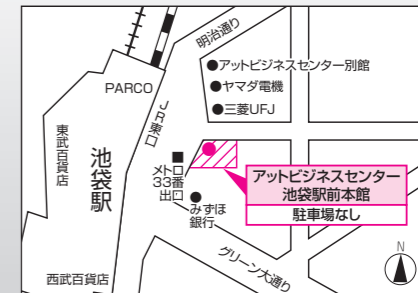 明治通り
アットビジネスセンター別館
ヤマダ電機
三菱UFJ
PARCO
JR東口
東武百貨店
池袋駅
メトロ
33番
出口
みずほ
銀行
アットビジネスセンター
池袋駅前本館
駐車場なし
グリーン大通り
西武百貨店
N